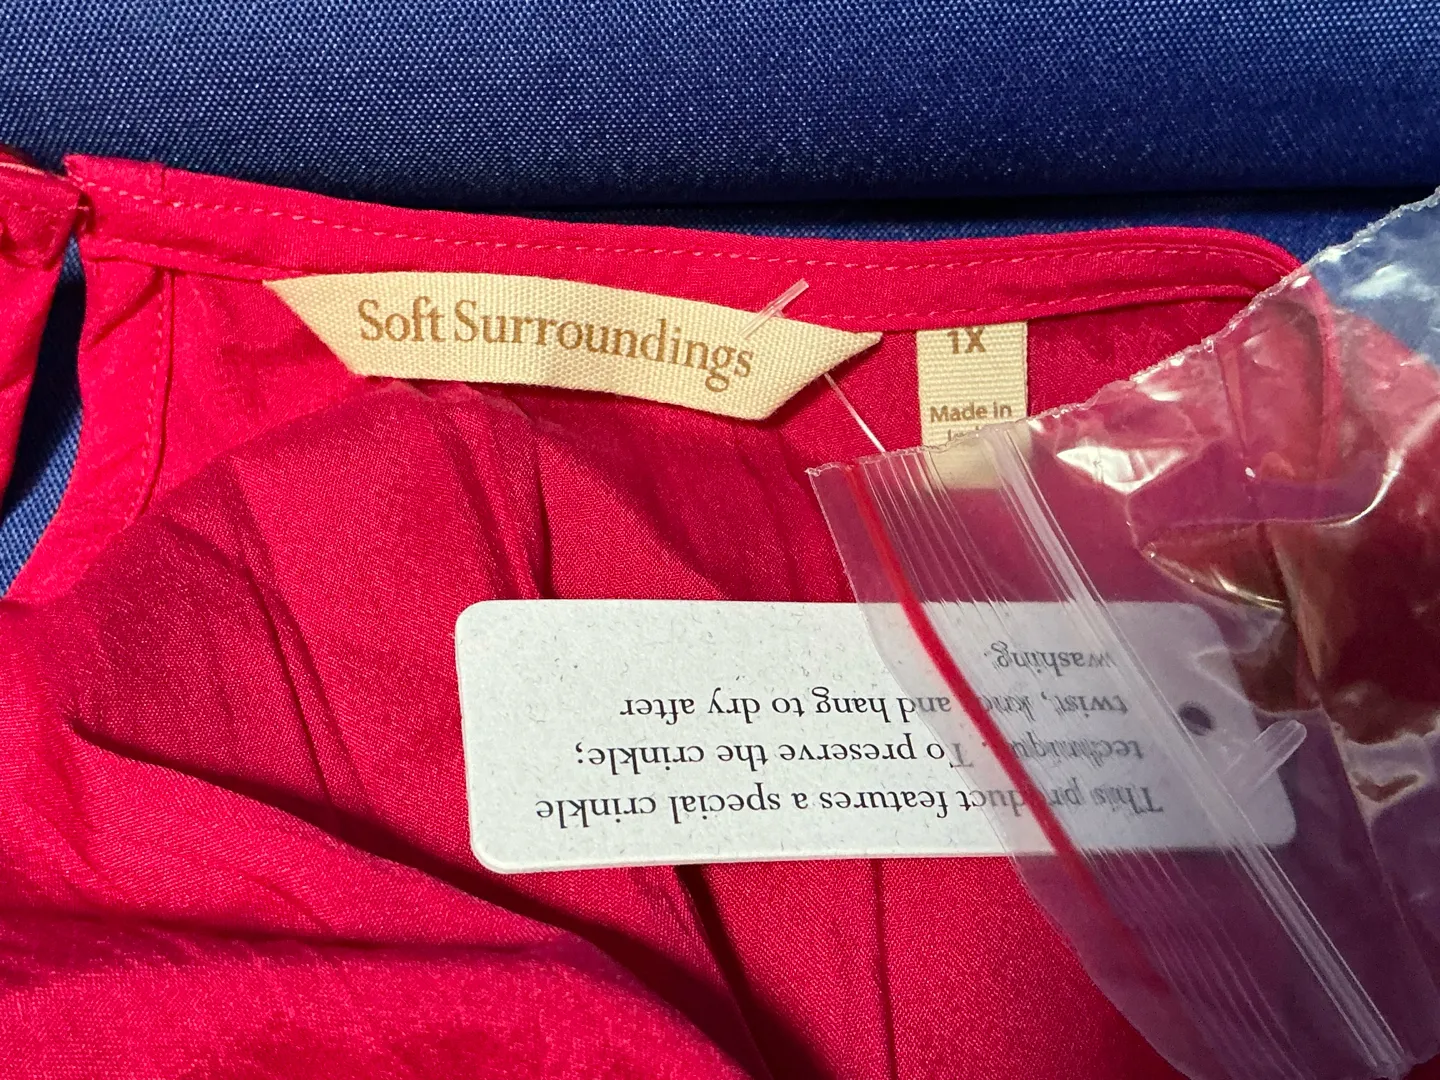 Soft Surroundings
1X
Made in
This product features a special crinkle
technique. To preserve the crinkle;
twist, knot and hang to dry after
washing.